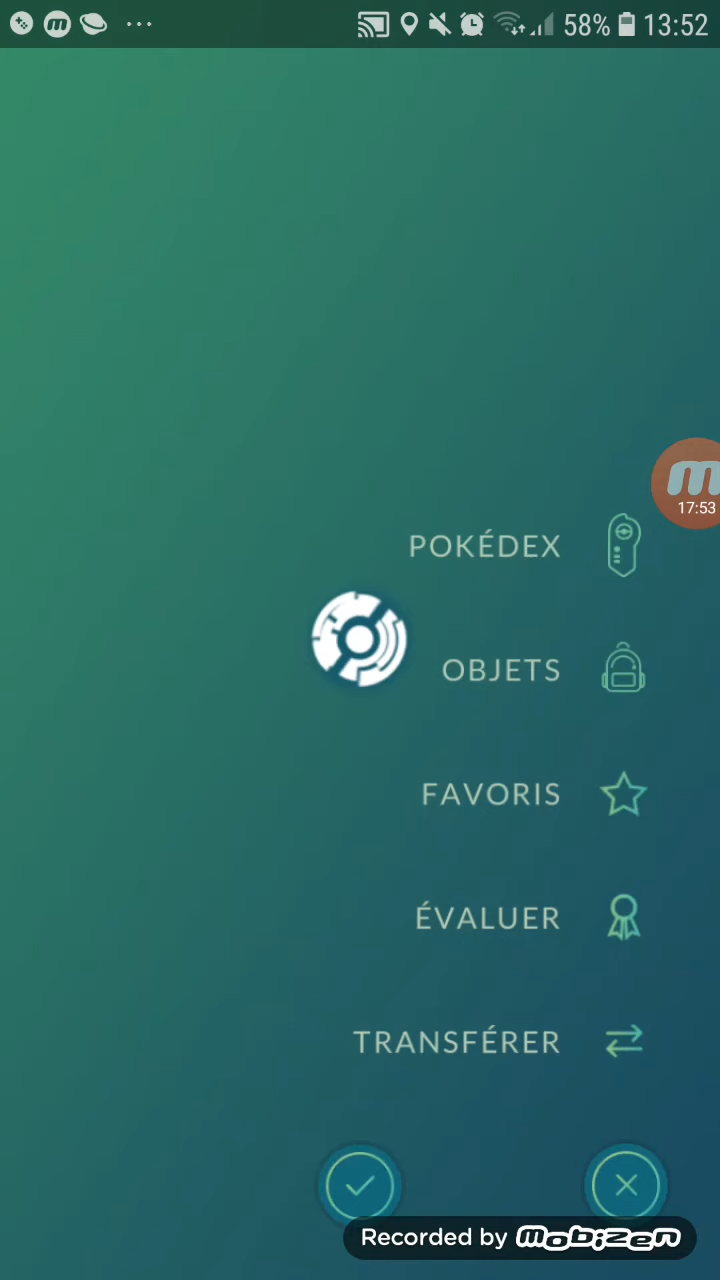 58% 13:52
17:53
POKÉDEX
OBJETS
FAVORIS
ÉVALUER
TRANSFÉRER
Recorded by mobizen